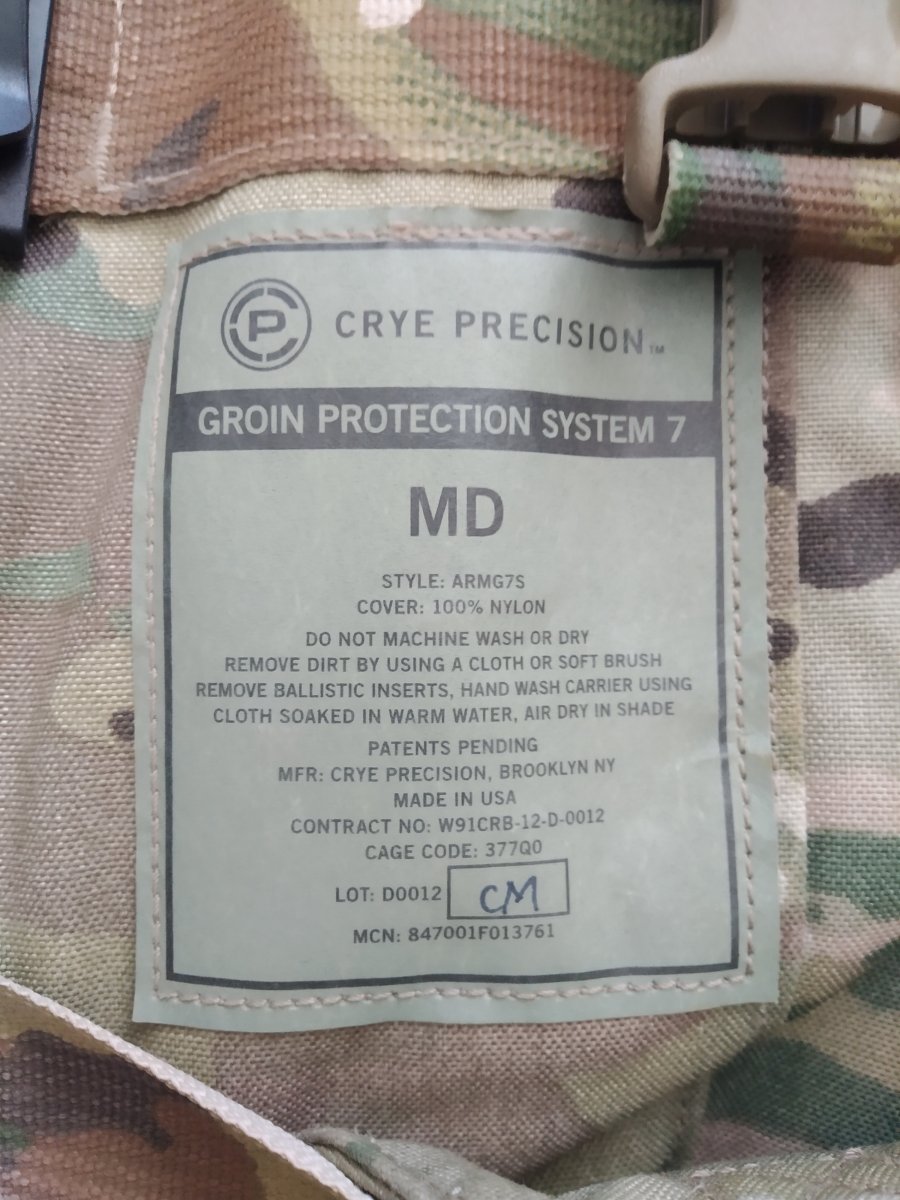 CP CRYE PRECISION™
GROIN PROTECTION SYSTEM 7
MD
STYLE: ARMG7S
COVER: 100% NYLON
DO NOT MACHINE WASH OR DRY
REMOVE DIRT BY USING A CLOTH OR SOFT BRUSH
REMOVE BALLISTIC INSERTS, HAND WASH CARRIER USING
CLOTH SOAKED IN WARM WATER, AIR DRY IN SHADE
PATENTS PENDING
MFR: CRYE PRECISION, BROOKLYN NY
MADE IN USA
CONTRACT NO: W91CRB-12-D-0012
CAGE CODE: 377Q0
LOT: D0012 CM
MCN: 847001F013761